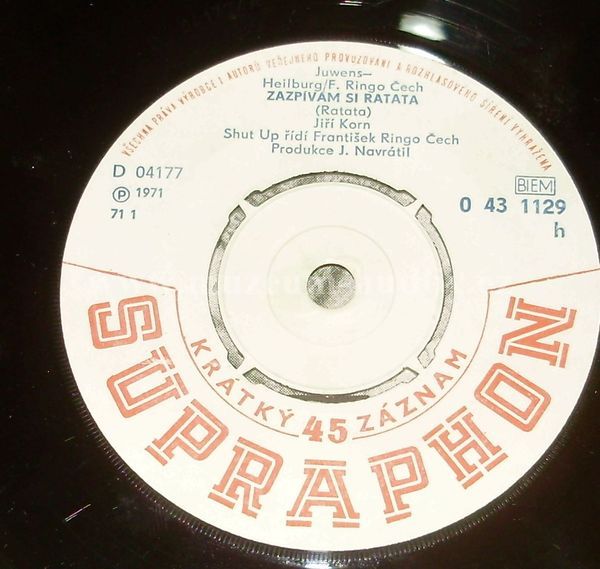 VŠECHNA PRÁVA VÝROBCE I AUTORŮ VEŘEJNÉHO PROVOZOVÁNÍ A ROZHLASOVÉHO ŠÍŘENÍ VYHRAŽENA
Juwens–
Heilburg/F. Ringo Čech
ZAZPÍVÁM SI RATATA
(Ratata)
Jiří Korn
Shut Up řídí František Ringo Čech
Produkce J. Navrátil
D 04177
Ⓟ 1971
71 1
BIEM
0 43 1129
h
KRÁTKÝ 45 ZÁZNAM
SUPRAPHON